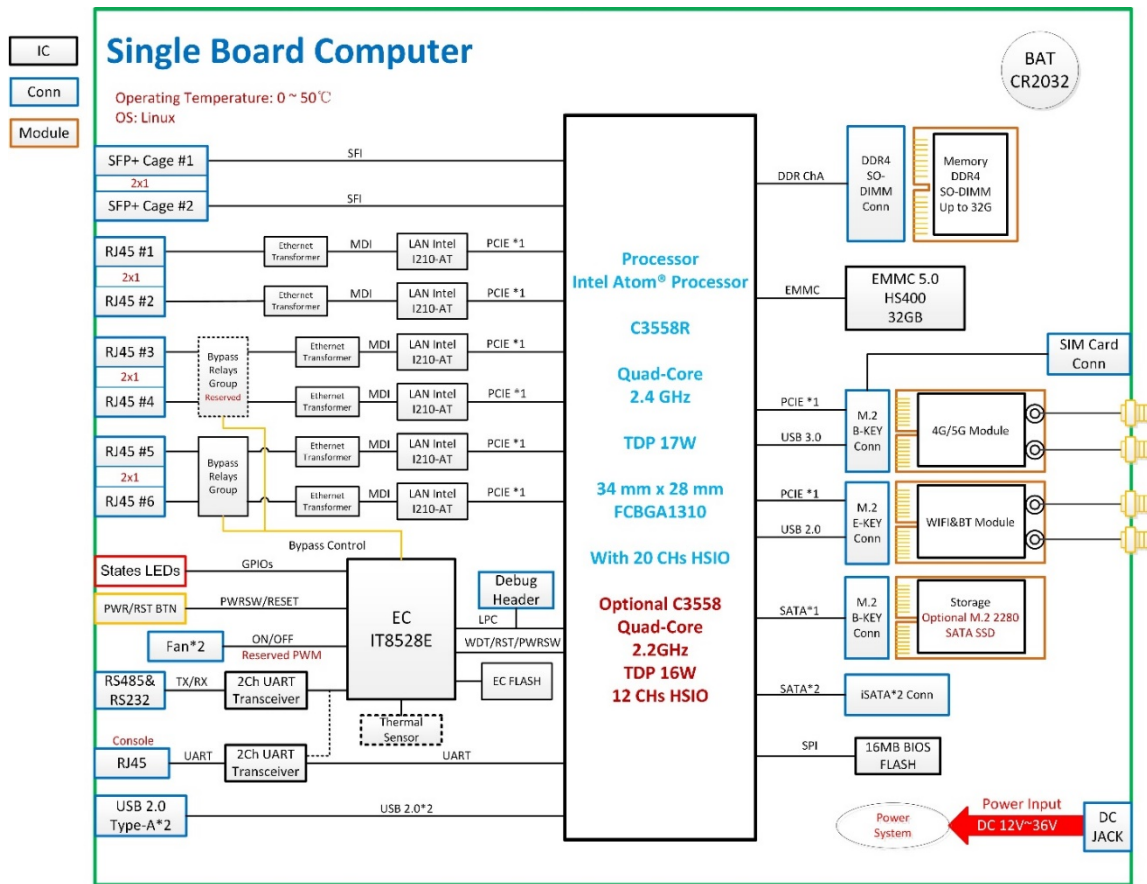 IC
Conn
Module
Single Board Computer
Operating Temperature: 0 ~ 50℃
OS: Linux
BAT
CR2032
SFP+ Cage #1
2x1
SFP+ Cage #2
SFI
SFI
RJ45 #1
2x1
RJ45 #2
Ethernet
Transformer
MDI
LAN Intel
I210-AT
PCIE *1
Ethernet
Transformer
MDI
LAN Intel
I210-AT
PCIE *1
RJ45 #3
2x1
RJ45 #4
Bypass
Relays
Group
Reserved
Ethernet
Transformer
MDI
LAN Intel
I210-AT
PCIE *1
Ethernet
Transformer
MDI
LAN Intel
I210-AT
PCIE *1
RJ45 #5
2x1
RJ45 #6
Bypass
Relays
Group
Ethernet
Transformer
MDI
LAN Intel
I210-AT
PCIE *1
Ethernet
Transformer
MDI
LAN Intel
I210-AT
PCIE *1
Bypass Control
States LEDs
GPIOs
PWR/RST BTN
PWRSW/RESET
Fan*2
ON/OFF
Reserved PWM
RS485&
RS232
TX/RX
2Ch UART
Transceiver
EC
IT8528E
Debug
Header
LPC
WDT/RST/PWRSW
EC FLASH
Thermal
Sensor
Console
RJ45
UART
2Ch UART
Transceiver
UART
USB 2.0
Type-A*2
USB 2.0*2
Processor
Intel Atom® Processor
C3558R
Quad-Core
2.4 GHz
TDP 17W
34 mm x 28 mm
FCBGA1310
With 20 CHs HSIO
Optional C3558
Quad-Core
2.2GHz
TDP 16W
12 CHs HSIO
DDR ChA
DDR4
SO-
DIMM
Conn
Memory
DDR4
SO-DIMM
Up to 32G
EMMC
EMMC 5.0
HS400
32GB
SIM Card
Conn
PCIE *1
USB 3.0
M.2
B-KEY
Conn
4G/5G Module
PCIE *1
USB 2.0
M.2
E-KEY
Conn
WIFI&BT Module
SATA*1
M.2
B-KEY
Conn
Storage
Optional M.2 2280
SATA SSD
SATA*2
iSATA*2 Conn
SPI
16MB BIOS
FLASH
Power
System
Power Input
DC 12V~36V
DC
JACK